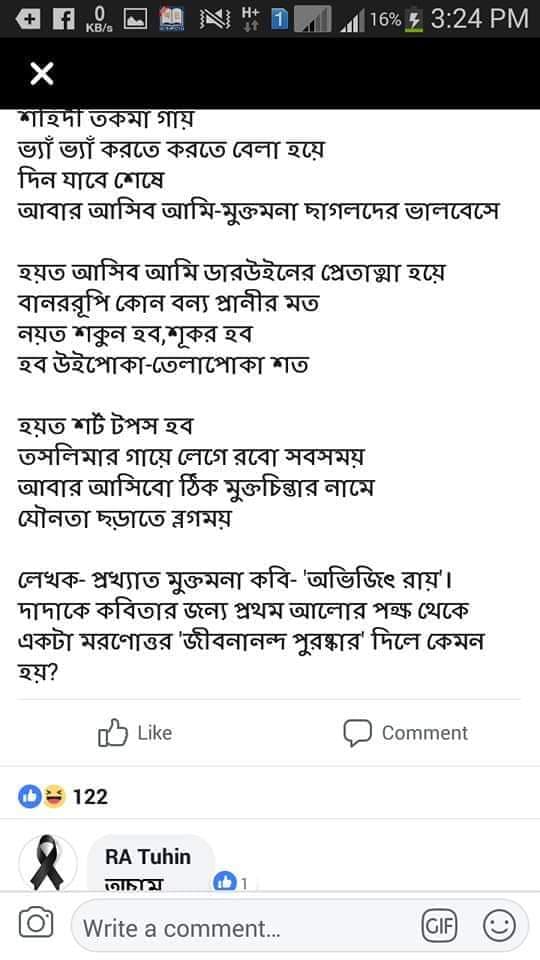 0
KB/s
H+
1
16%
3:24 PM
শহিদী তকমা গায়
ভ্যাঁ ভ্যাঁ করতে করতে বেলা হয়ে
দিন যাবে শেষে
আবার আসিব আমি-মুক্তমনা ছাগলদের ভালবেসে
হয়ত আসিব আমি ডারউইনের প্রেতাত্মা হয়ে
বানররূপি কোন বন্য প্রানীর মত
নয়ত শকুন হব,শূকর হব
হব উইপোকা-তেলাপোকা শত
হয়ত শর্ট টপস হব
তসলিমার গায়ে লেগে রবো সবসময়
আবার আসিবো ঠিক মুক্তচিন্তার নামে
যৌনতা ছড়াতে ব্লগময়
লেখক- প্রখ্যাত মুক্তমনা কবি- 'অভিজিৎ রায়'।
দাদাকে কবিতার জন্য প্রথম আলোর পক্ষ থেকে
একটা মরণোত্তর 'জীবনানন্দ পুরষ্কার' দিলে কেমন
হয়?
Like
Comment
122
RA Tuhin
1
Write a comment...
GIF